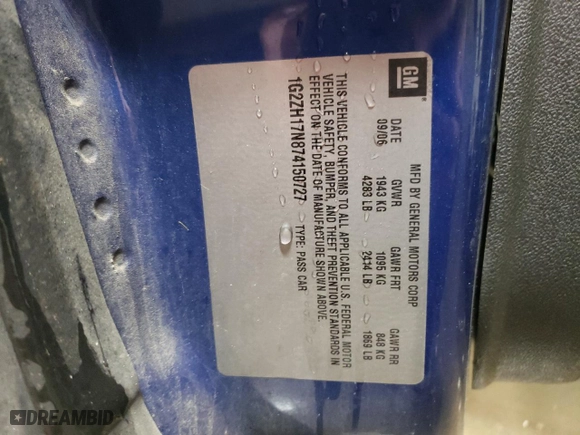 GM
MFD BY GENERAL MOTORS CORP
DATE GVWR GAWR FRT GAWR RR
09/06 1943 KG 1095 KG 848 KG
4283 LB 2414 LB 1869 LB
THIS VEHICLE CONFORMS TO ALL APPLICABLE U.S. FEDERAL MOTOR
VEHICLE SAFETY, BUMPER, AND THEFT PREVENTION STANDARDS IN
EFFECT ON THE DATE OF MANUFACTURE SHOWN ABOVE.
1G2ZH17N874150727 TYPE: PASS CAR
DREAMBID